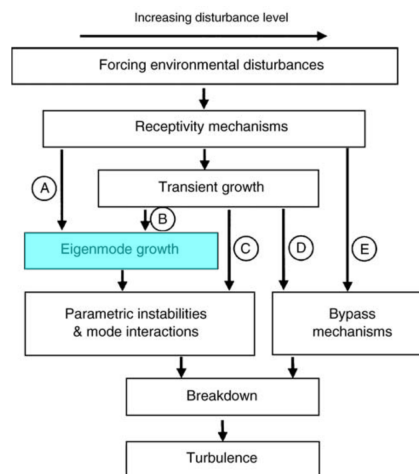 Increasing disturbance level
Forcing environmental disturbances
Receptivity mechanisms
A
Transient growth
B
Eigenmode growth
C
D
E
Parametric instabilities
& mode interactions
Bypass
mechanisms
Breakdown
Turbulence